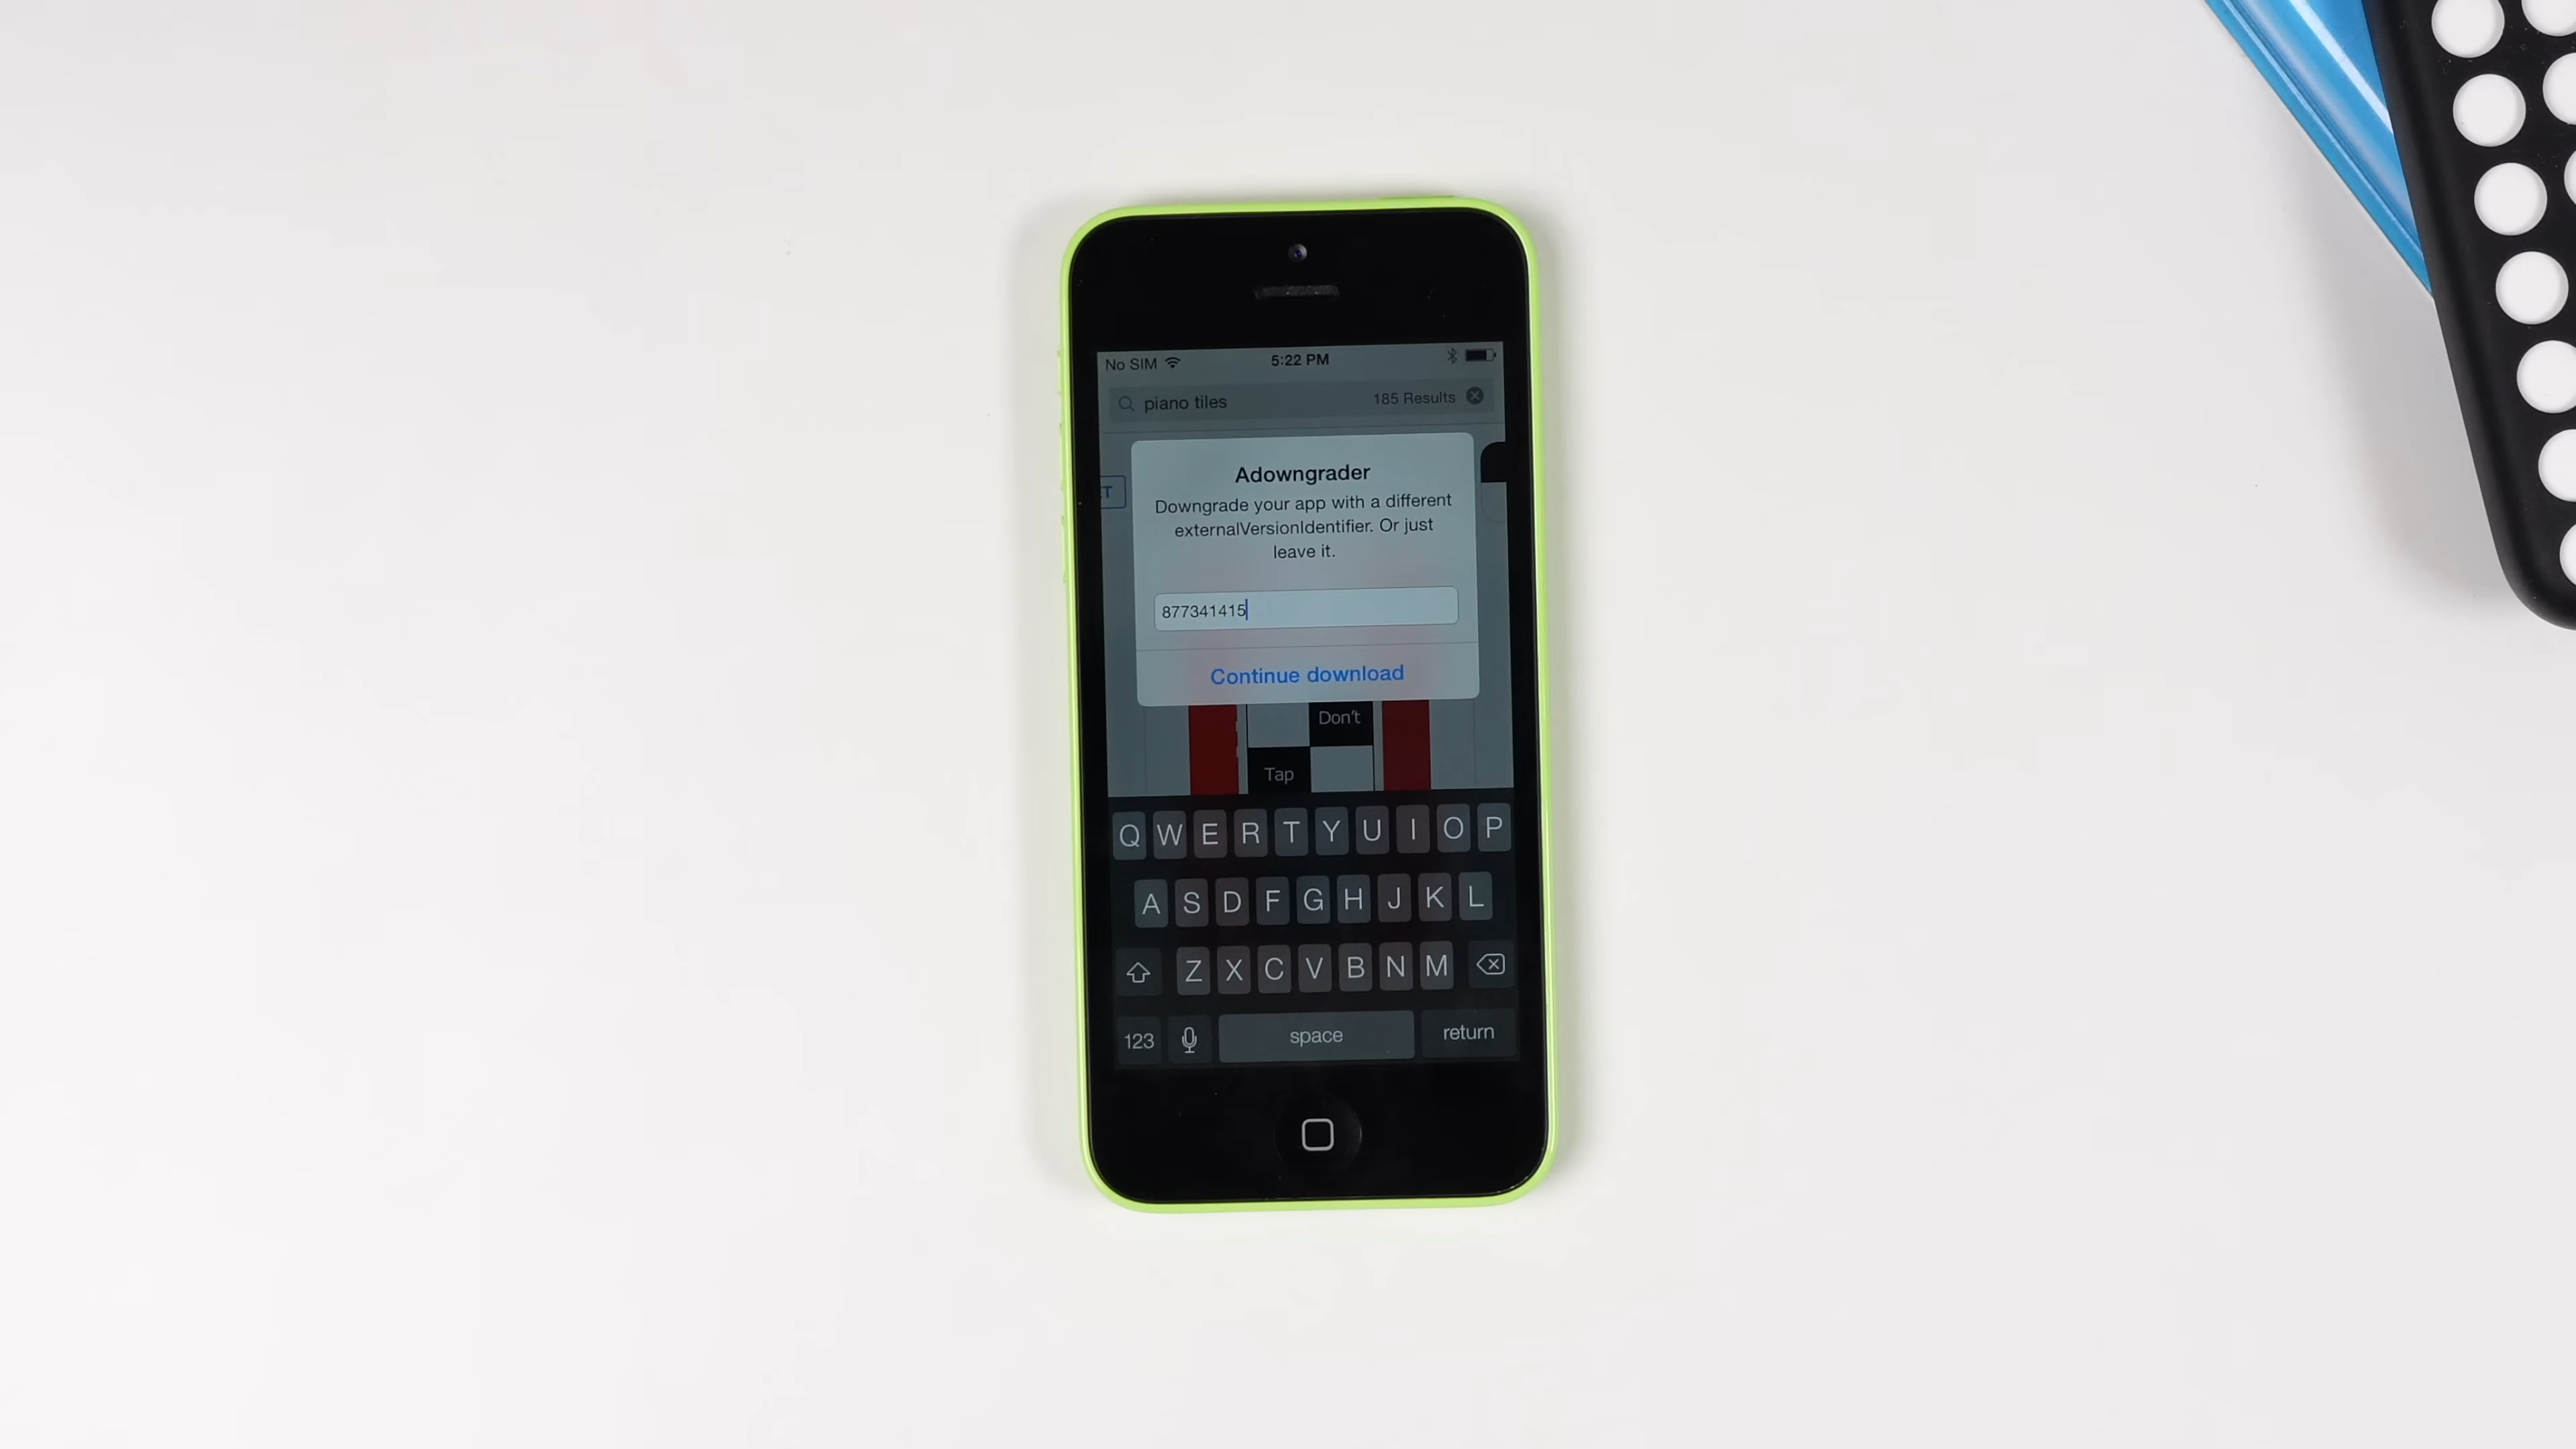 No SIM 5:22 PM
piano tiles 185 Results
Adowngrader
Downgrade your app with a different
externalVersionIdentifier. Or just
leave it.
877341415
Continue download
Don't
Tap
Q W E R T Y U I O P
A S D F G H J K L
Z X C V B N M
123 space return